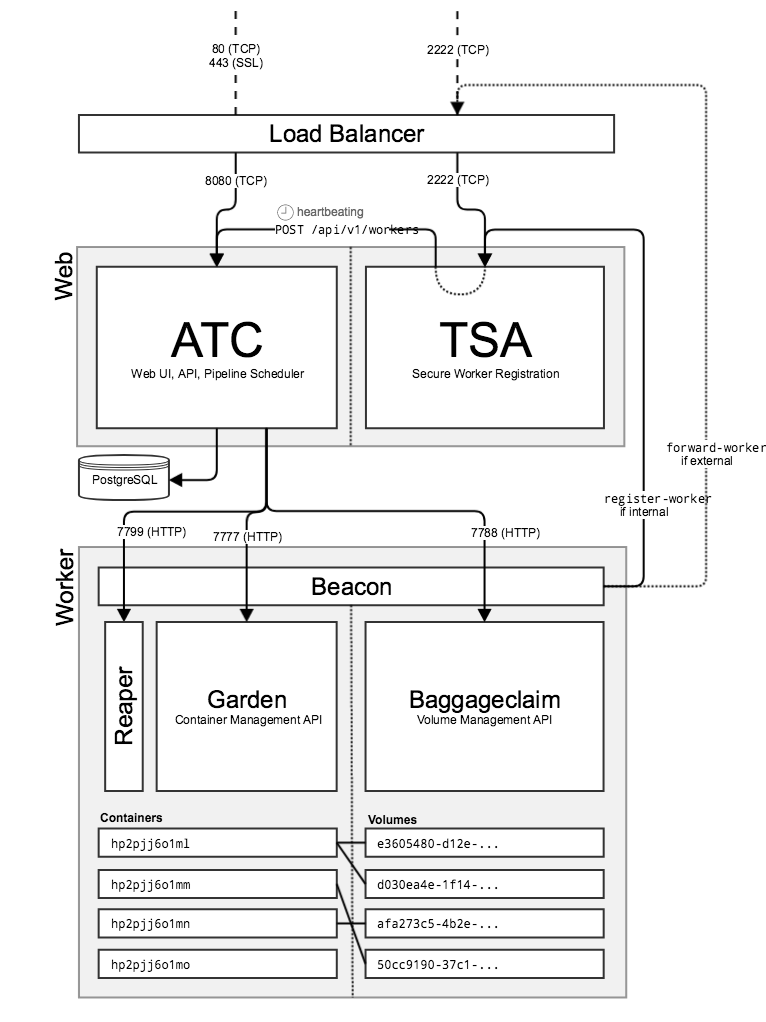 80 (TCP)
443 (SSL)
2222 (TCP)
Load Balancer
8080 (TCP)
2222 (TCP)
heartbeating
POST /api/v1/workers
Web
ATC
Web UI, API, Pipeline Scheduler
TSA
Secure Worker Registration
forward-worker
if external
PostgreSQL
register-worker
if internal
7799 (HTTP)
7777 (HTTP)
7788 (HTTP)
Worker
Beacon
Reaper
Garden
Container Management API
Baggageclaim
Volume Management API
Containers
Volumes
hp2pjj6o1ml
e3605480-d12e-...
hp2pjj6o1mm
d030ea4e-1f14-...
hp2pjj6o1mn
afa273c5-4b2e-...
hp2pjj6o1mo
50cc9190-37c1-...